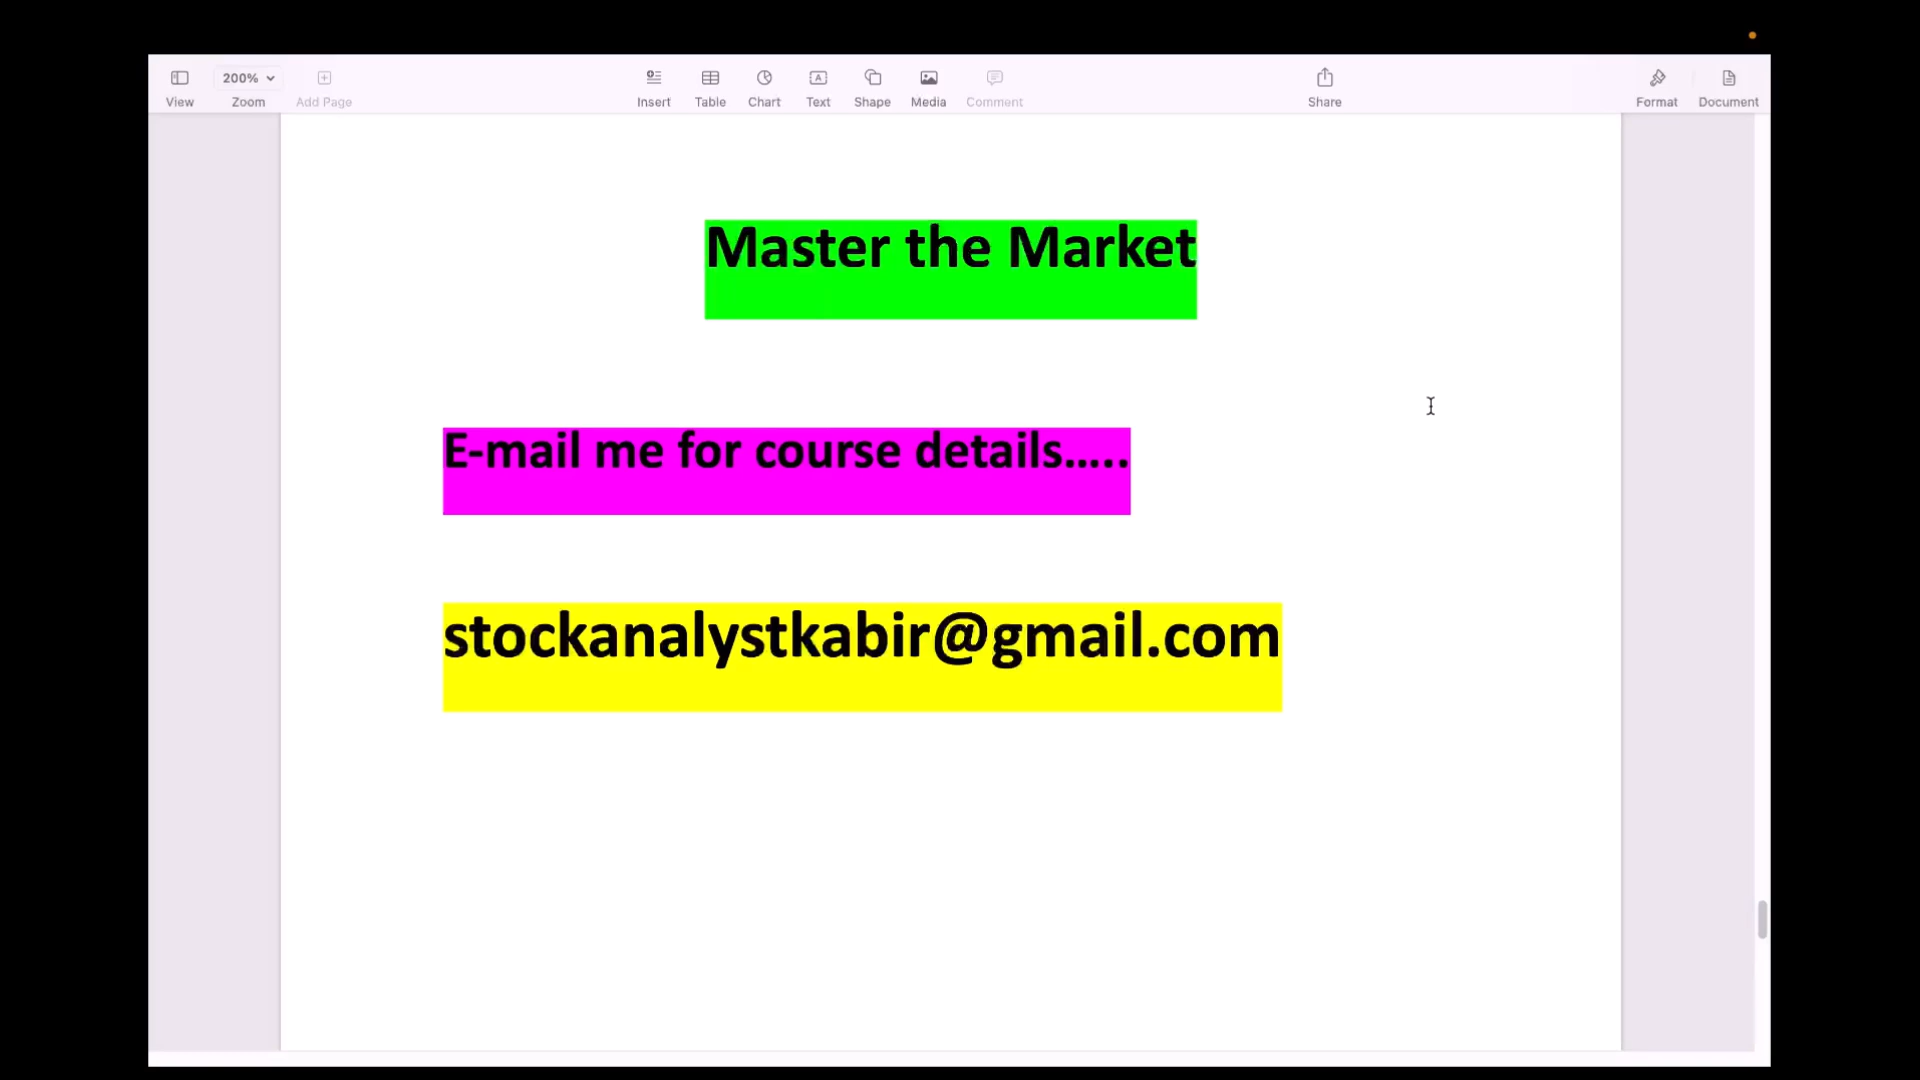 200%
View
Zoom
Add Page
Insert
Table
Chart
Text
Shape
Media
Comment
Share
Format
Document
Master the Market
E-mail me for course details.....
stockanalystkabir@gmail.com